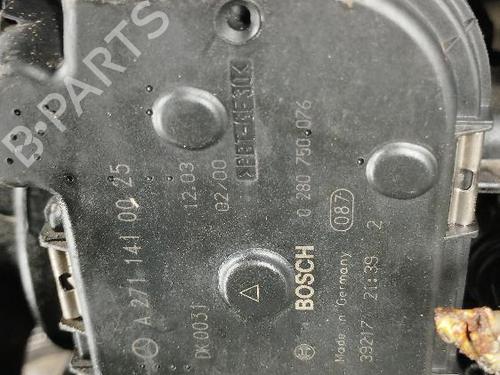 A 271 141 00 25
DK0031
12.03
02/00
>PBT-GF30<
0 280 750 076
BOSCH
087
Made in Germany
39217 21:39 2
B-PARTS